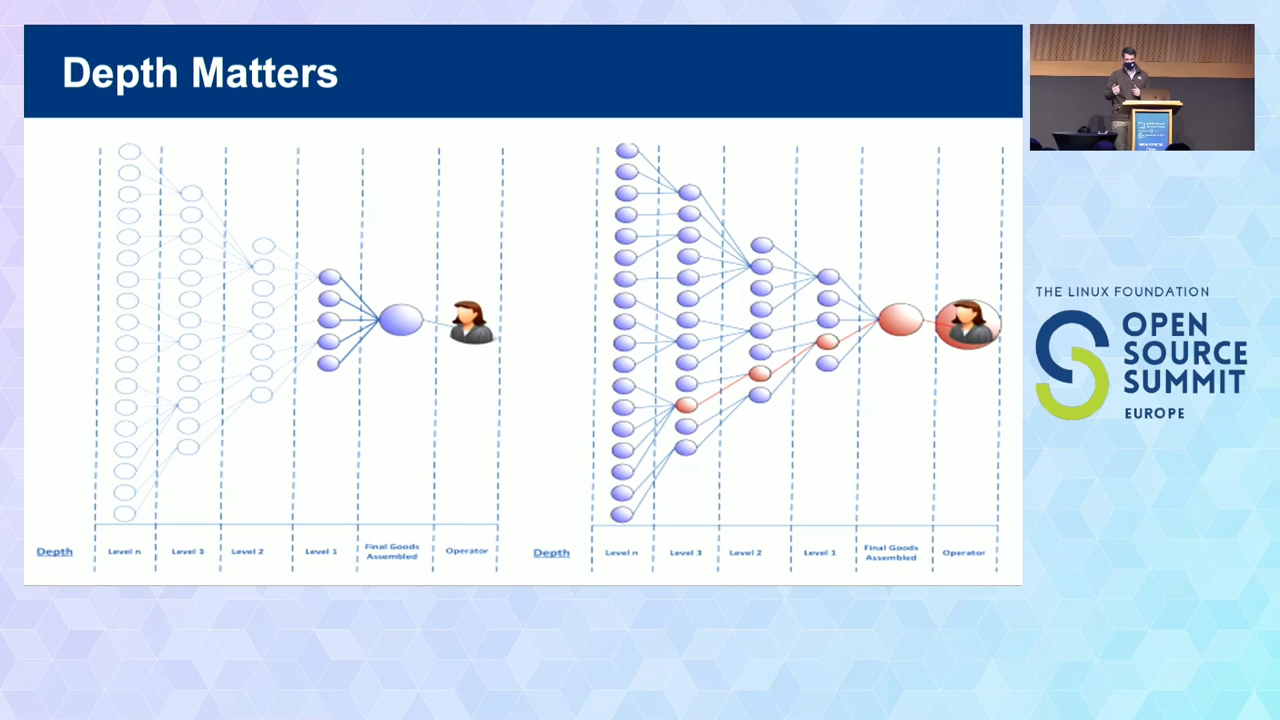 Depth Matters
Depth
Level n
Level 3
Level 2
Level 1
Final Goods
Assembled
Operator
Depth
Level n
Level 3
Level 2
Level 1
Final Goods
Assembled
Operator
THE LINUX FOUNDATION
OPEN
SOURCE
SUMMIT
EUROPE